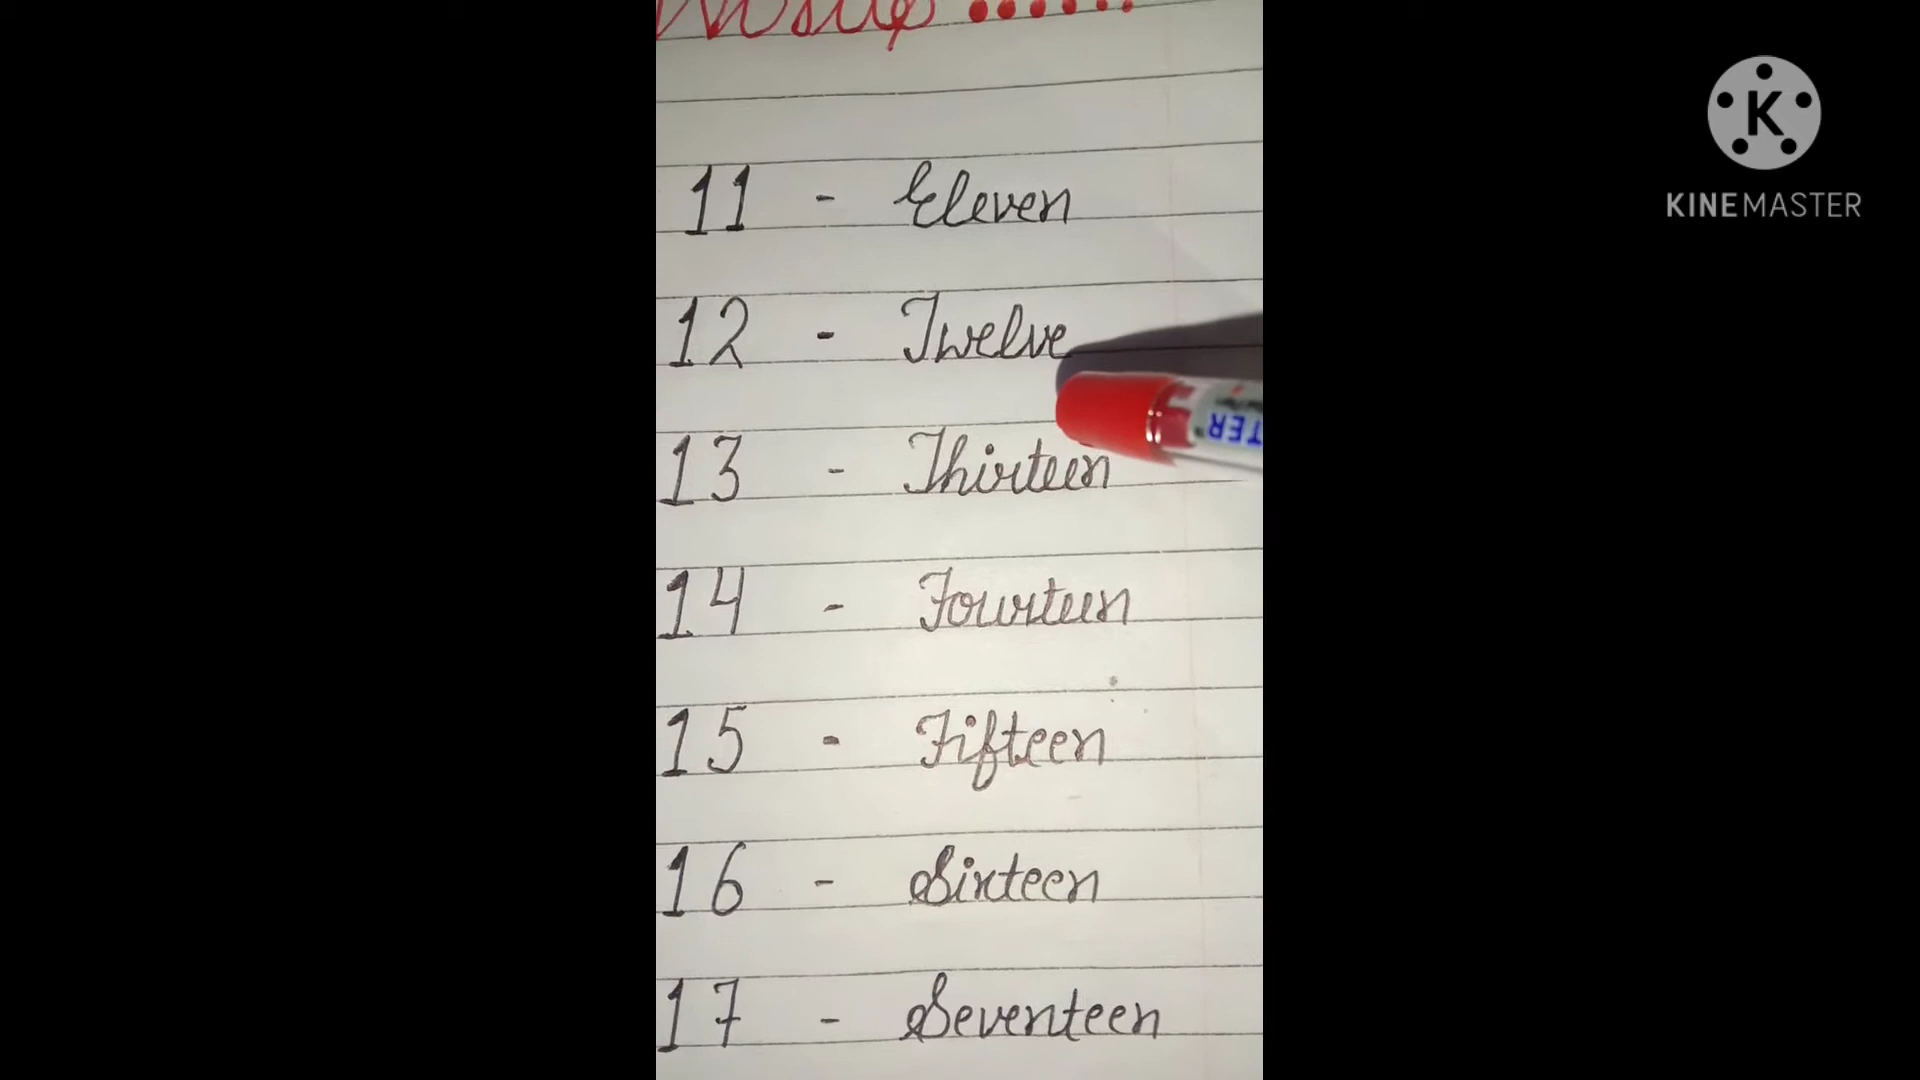 KINEMASTER
11 - Eleven
12 - Twelve
13 - Thirteen
14 - Fourteen
15 - Fifteen
16 - Sixteen
17 - Seventeen